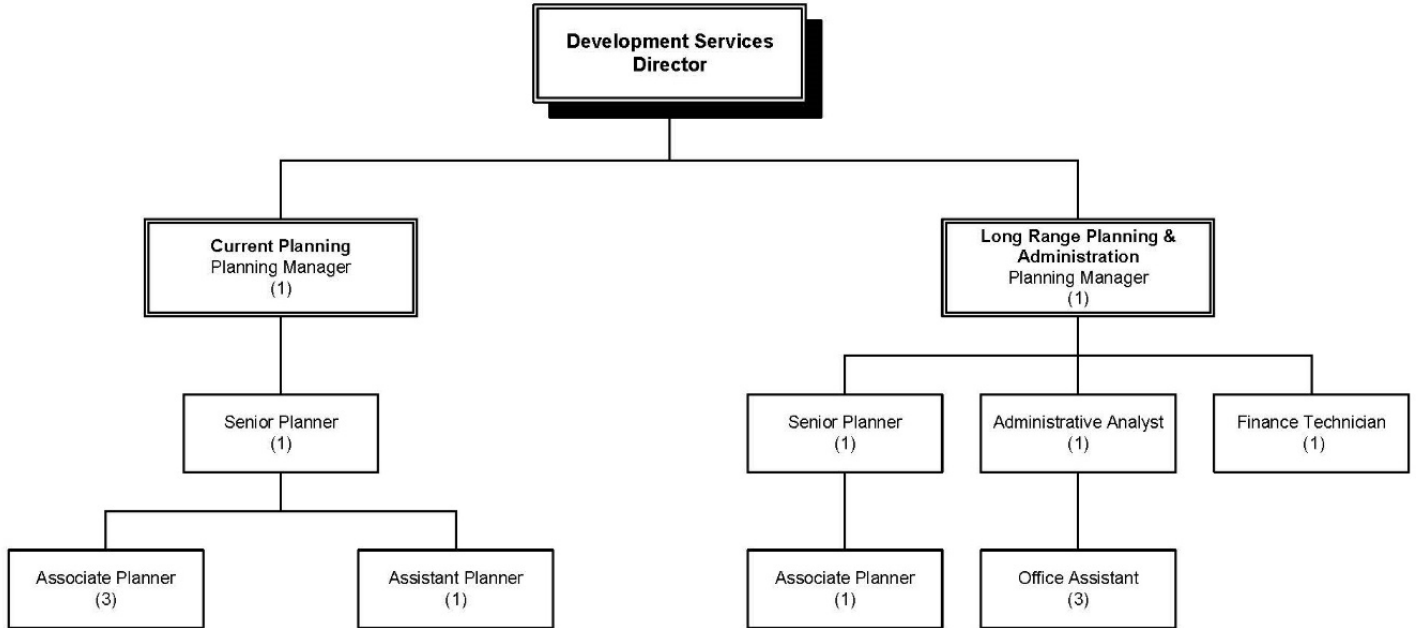 Development Services
Director
Current Planning
Planning Manager
(1)
Long Range Planning &
Administration
Planning Manager
(1)
Senior Planner
(1)
Senior Planner
(1)
Administrative Analyst
(1)
Finance Technician
(1)
Associate Planner
(3)
Assistant Planner
(1)
Associate Planner
(1)
Office Assistant
(3)